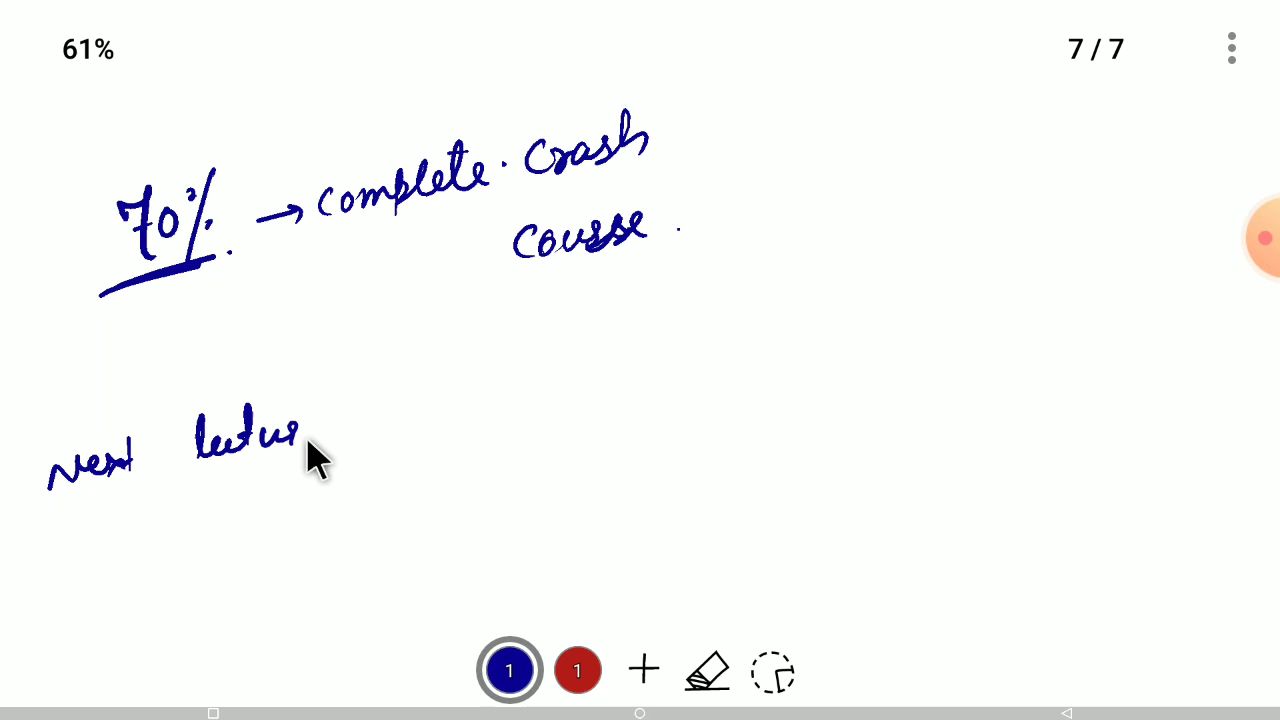 61%
7 / 7
70% → complete. Crash
Course.
Next lectur
1
1